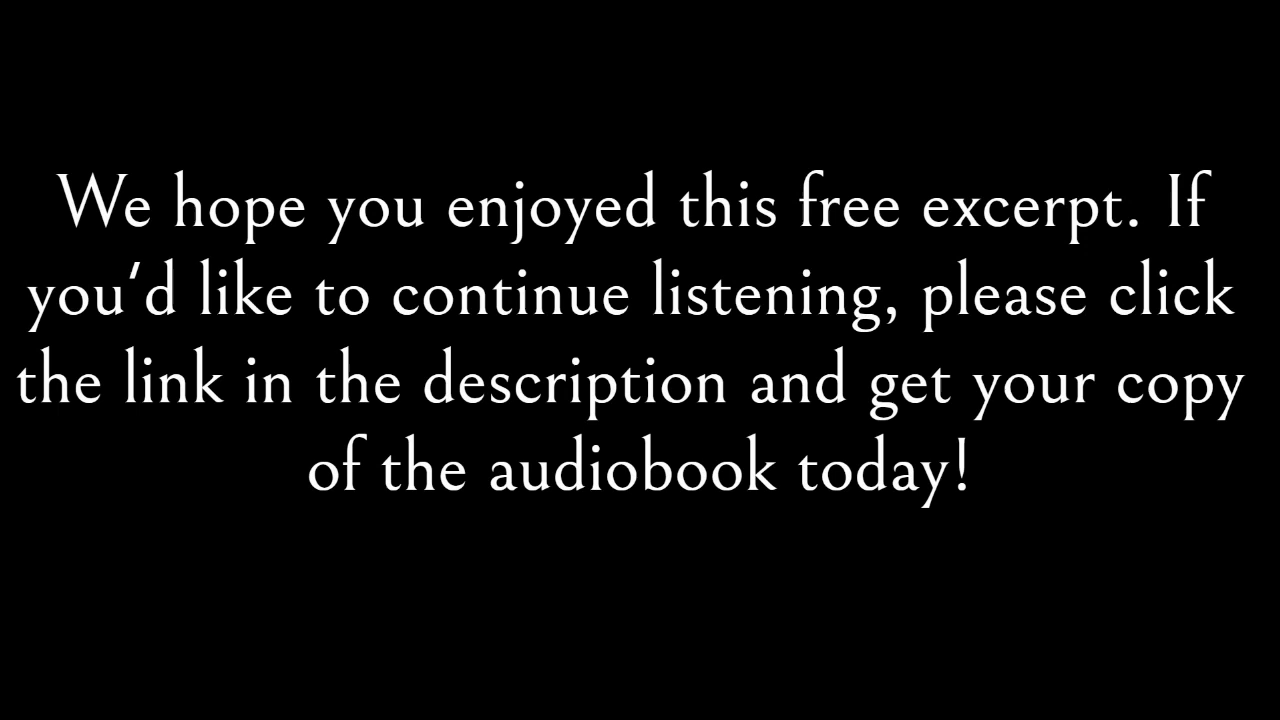 We hope you enjoyed this free excerpt. If
you'd like to continue listening, please click
the link in the description and get your copy
of the audiobook today!